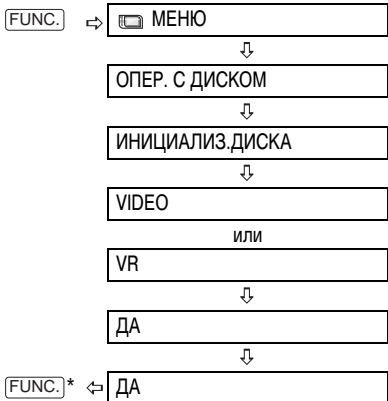 FUNC. ⇨ МЕНЮ
⇩
ОПЕР. С ДИСКОМ
⇩
ИНИЦИАЛИЗ.ДИСКА
⇩
VIDEO
или
VR
⇩
ДА
⇩
FUNC.* ⇦ ДА